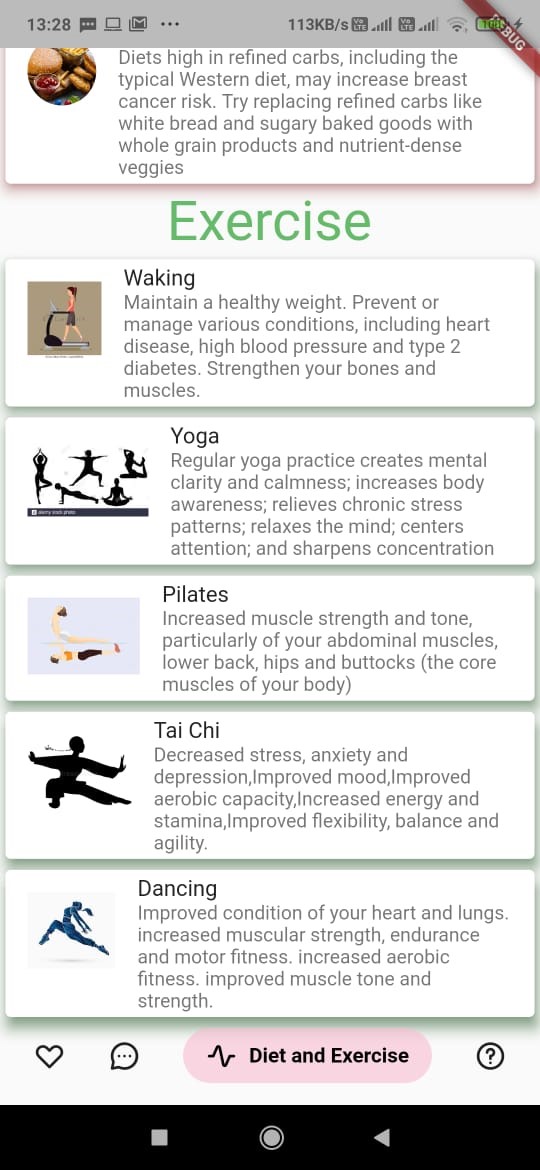 13:28
113KB/s
DEBUG
Diets high in refined carbs, including the
typical Western diet, may increase breast
cancer risk. Try replacing refined carbs like
white bread and sugary baked goods with
whole grain products and nutrient-dense
veggies
Exercise
Waking
Maintain a healthy weight. Prevent or
manage various conditions, including heart
disease, high blood pressure and type 2
diabetes. Strengthen your bones and
muscles.
Yoga
Regular yoga practice creates mental
clarity and calmness; increases body
awareness; relieves chronic stress
patterns; relaxes the mind; centers
attention; and sharpens concentration
alamy stock photo
Pilates
Increased muscle strength and tone,
particularly of your abdominal muscles,
lower back, hips and buttocks (the core
muscles of your body)
Tai Chi
Decreased stress, anxiety and
depression,Improved mood,Improved
aerobic capacity,Increased energy and
stamina,Improved flexibility, balance and
agility.
Dancing
Improved condition of your heart and lungs.
increased muscular strength, endurance
and motor fitness. increased aerobic
fitness. improved muscle tone and
strength.
Diet and Exercise